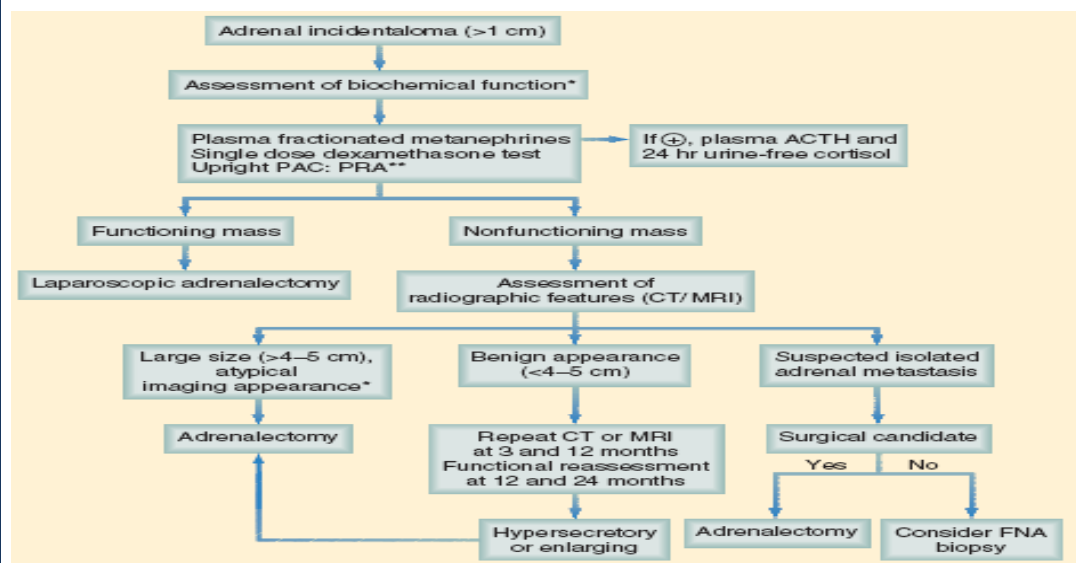 Adrenal incidentaloma (>1 cm)
Assessment of biochemical function*
Plasma fractionated metanephrines
Single dose dexamethasone test
Upright PAC: PRA**
If ⊕, plasma ACTH and
24 hr urine-free cortisol
Functioning mass
Nonfunctioning mass
Laparoscopic adrenalectomy
Assessment of
radiographic features (CT/MRI)
Large size (>4–5 cm),
atypical
imaging appearance*
Benign appearance
(<4–5 cm)
Suspected isolated
adrenal metastasis
Adrenalectomy
Repeat CT or MRI
at 3 and 12 months
Functional reassessment
at 12 and 24 months
Surgical candidate
Yes
No
Hypersecretory
or enlarging
Adrenalectomy
Consider FNA
biopsy